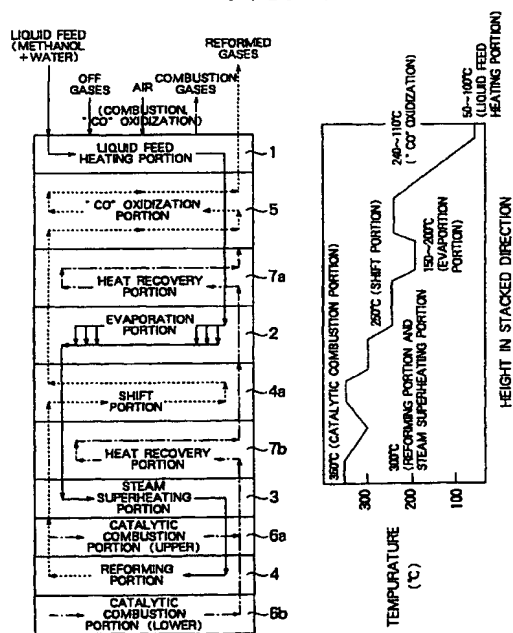 LIQUID FEED
(METHANOL
+WATER)
REFORMED
GASES
OFF
GASES
AIR
COMBUSTION
GASES
(COMBUSTION,
"CO" OXIDIZATION)
LIQUID FEED
HEATING PORTION
1
"CO" OXIDIZATION
PORTION
5
HEAT RECOVERY
PORTION
7a
EVAPORATION
PORTION
2
SHIFT
PORTION
4a
HEAT RECOVERY
PORTION
7b
STEAM
SUPERHEATING PORTION
3
CATALYTIC
COMBUSTION
PORTION (UPPER)
6a
REFORMING
PORTION
4
CATALYTIC
COMBUSTION
PORTION (LOWER)
6b
350°C (CATALYTIC COMBUSTION PORTION)
300°C
(REFORMING PORTION AND
STEAM SUPERHEATING PORTION
250°C (SHIFT PORTION)
150~200°C
(EVAPORTION
PORTION)
240~110°C
("CO" OXIDIZATION)
50~100°C
(LIQUID FEED
HEATING PORTION)
300
200
100
TEMPURATURE
(°C)
HEIGHT IN STACKED DIRECTION